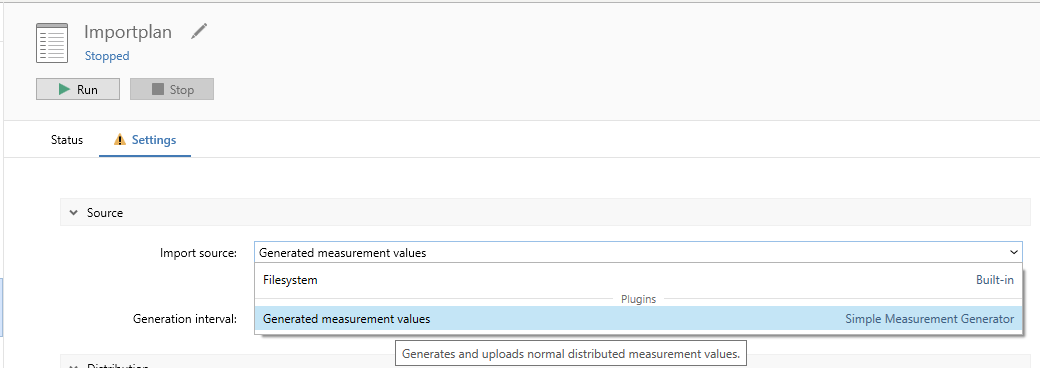 Importplan
Stopped
Run
Stop
Status
Settings
Source
Import source:
Generated measurement values
Filesystem
Built-in
Plugins
Generation interval:
Generated measurement values
Simple Measurement Generator
Generates and uploads normal distributed measurement values.
Distribution